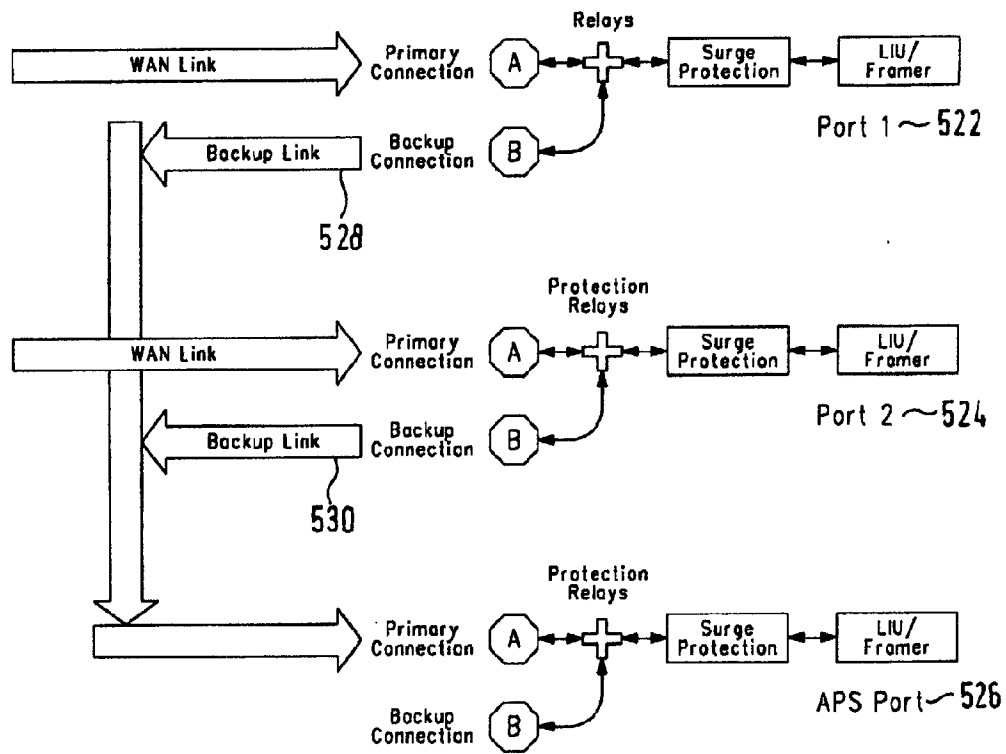 Relays
WAN Link
Primary
Connection
A
Surge
Protection
LIU/
Framer
Port 1 522
Backup Link
Backup
Connection
B
528
Protection
Relays
WAN Link
Primary
Connection
A
Surge
Protection
LIU/
Framer
Port 2 524
Backup Link
Backup
Connection
B
530
Protection
Relays
Primary
Connection
A
Surge
Protection
LIU/
Framer
APS Port 526
Backup
Connection
B